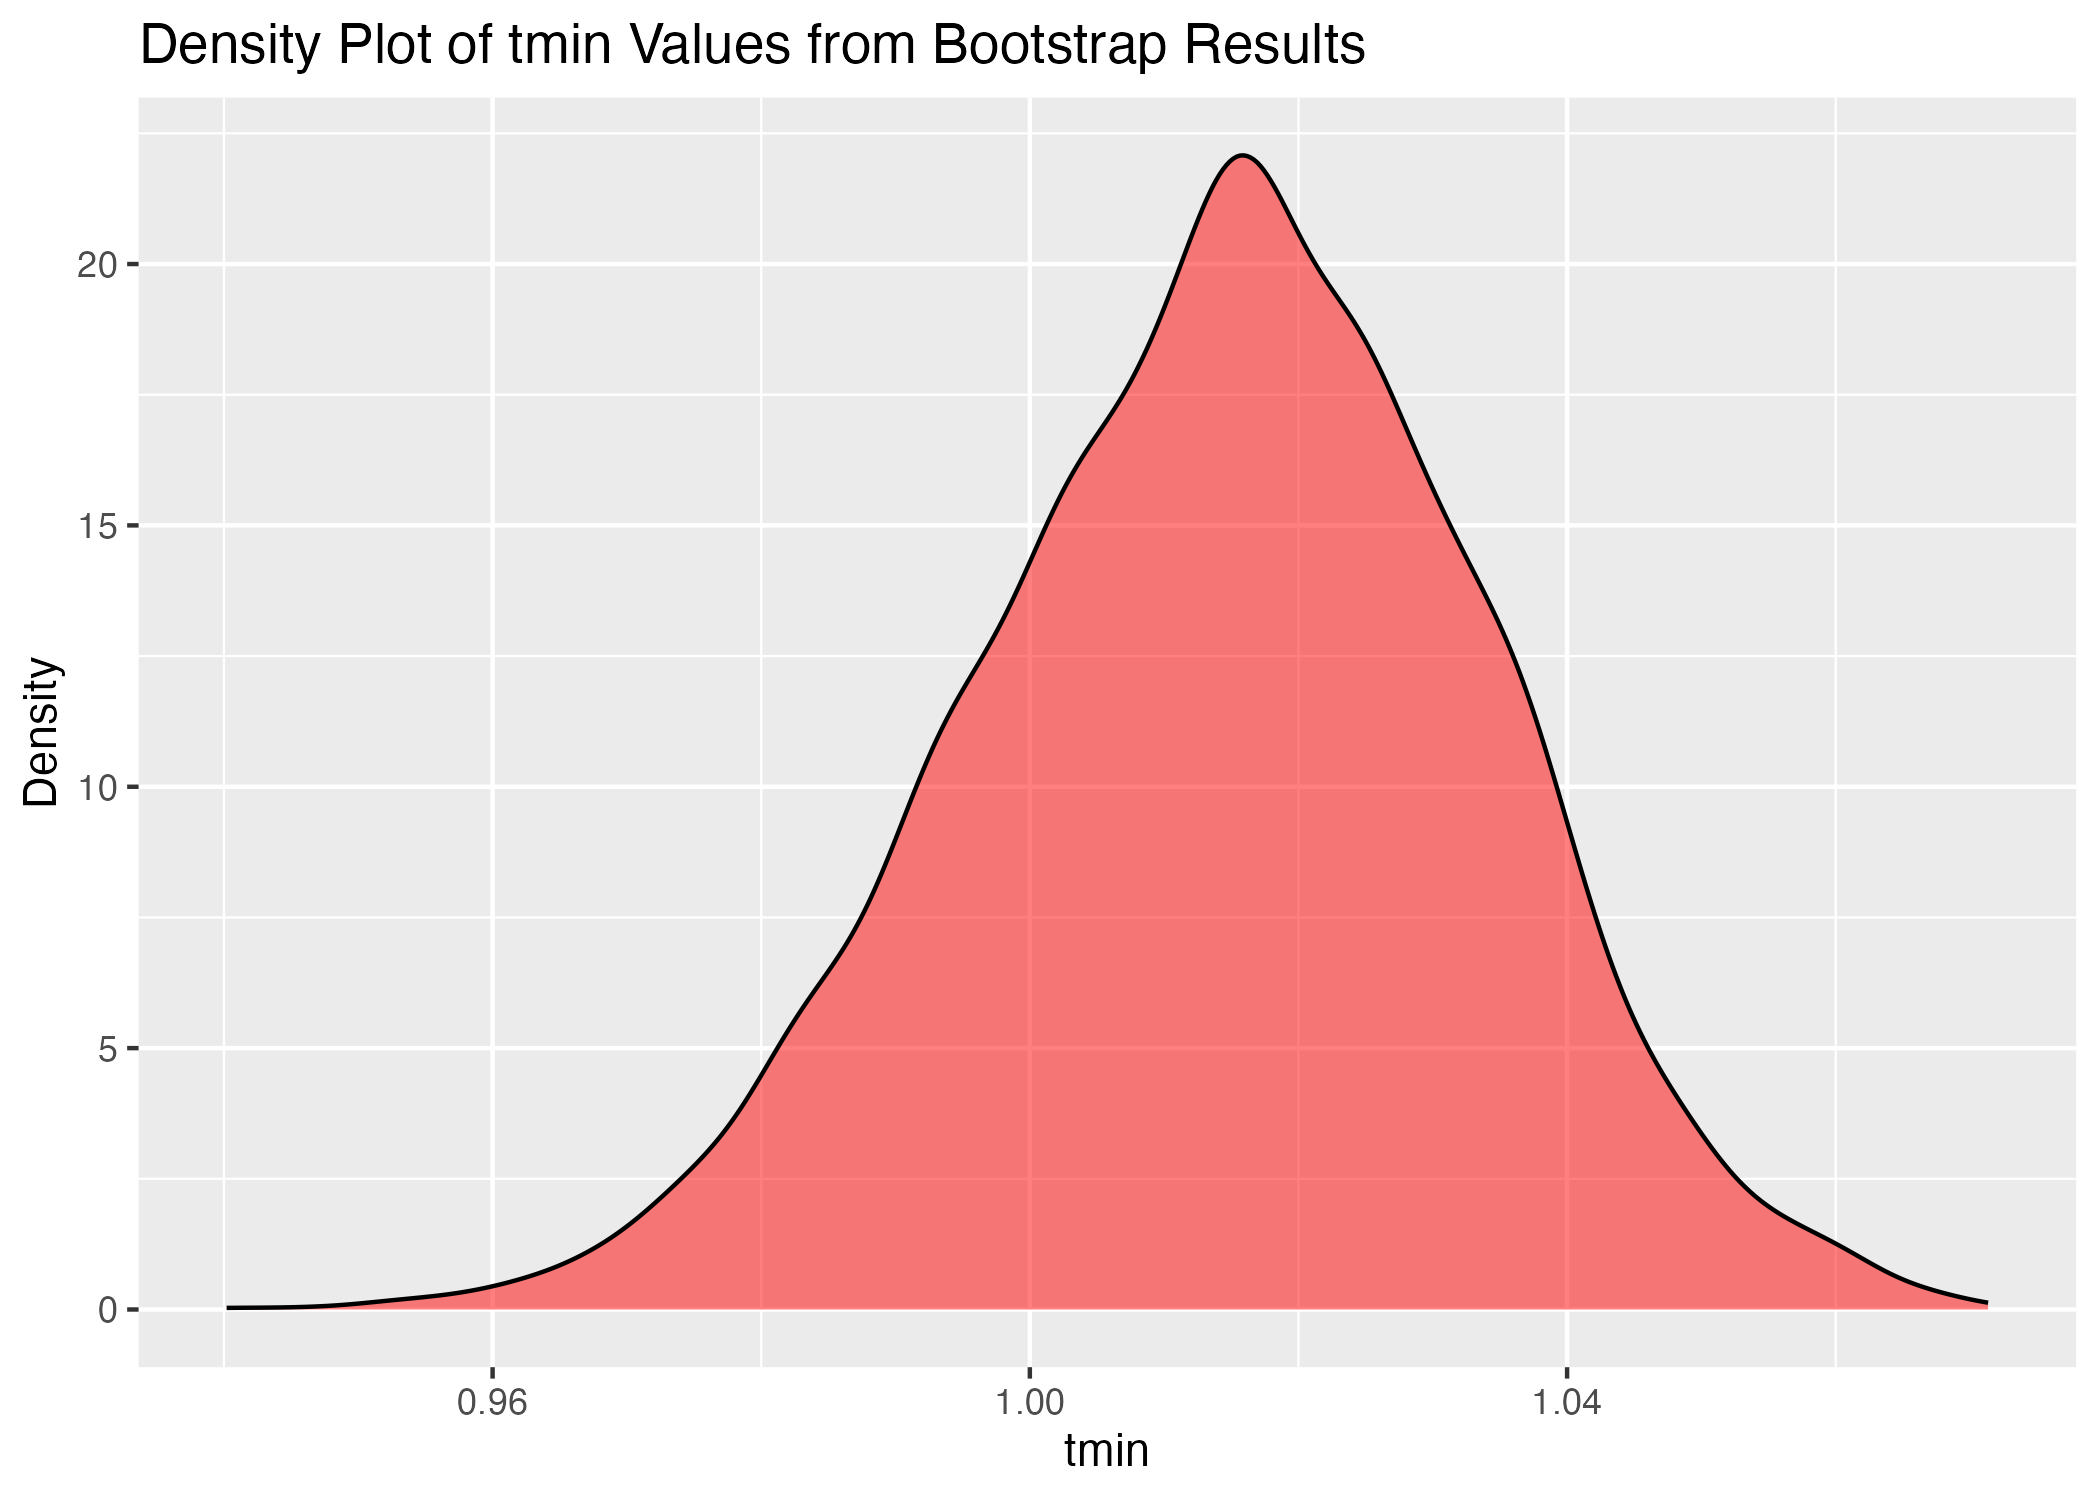 Density Plot of tmin Values from Bootstrap Results
20
15
10
5
0
Density
0.96 1.00 1.04
tmin